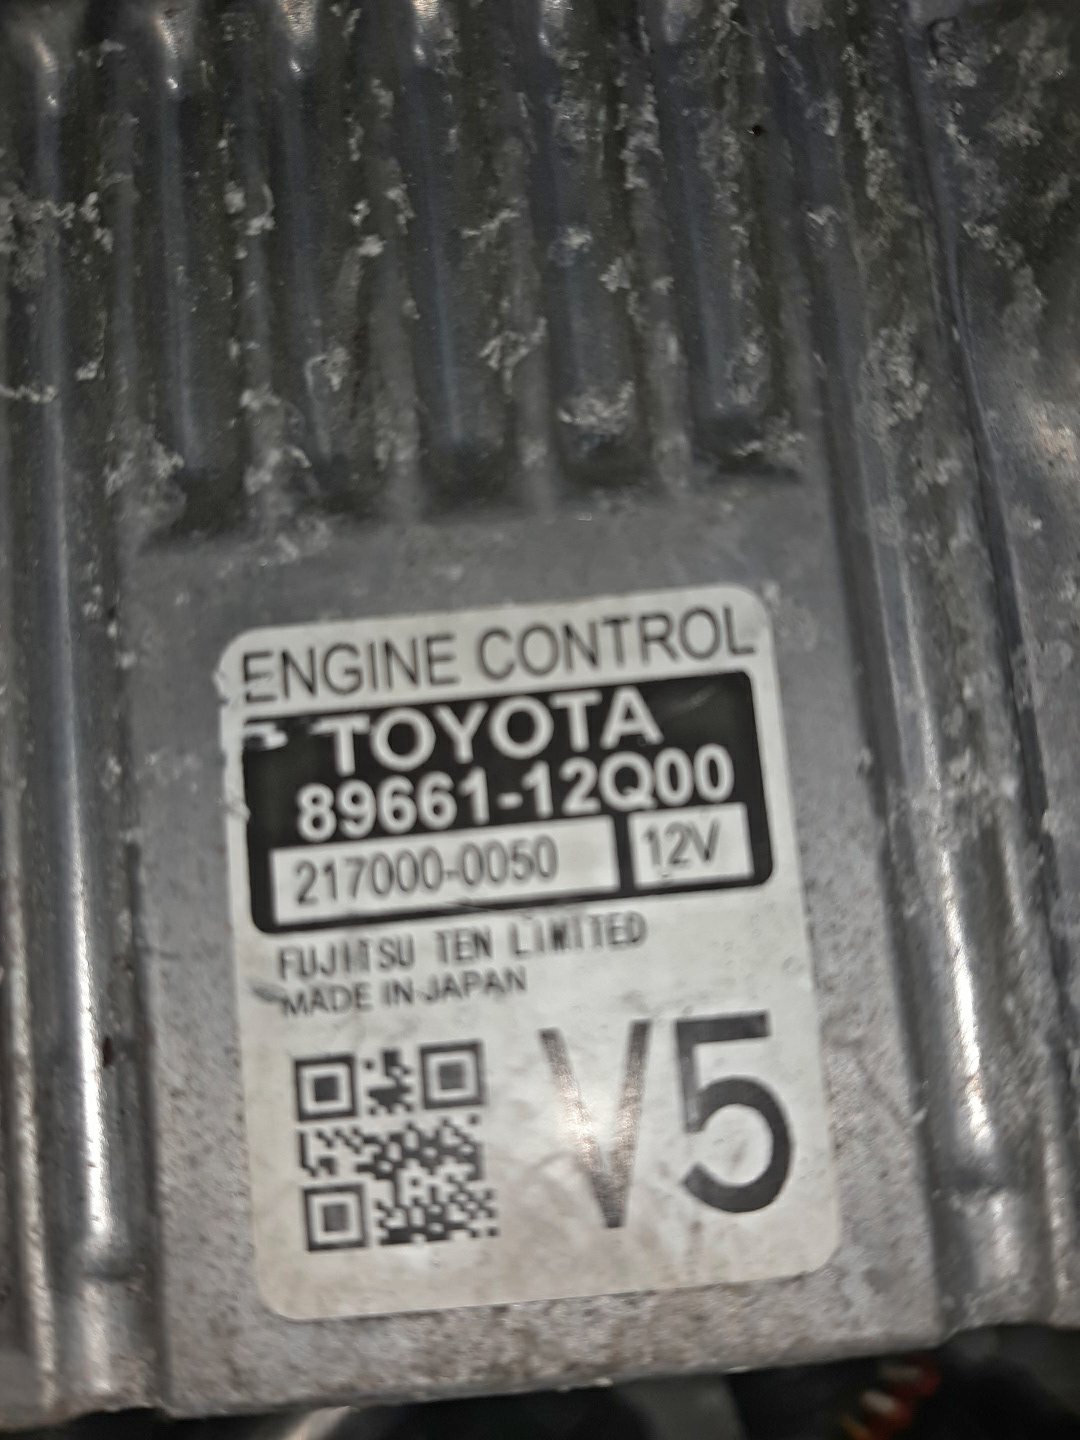 ENGINE CONTROL
TOYOTA
89661-12Q00
217000-0050 12V
FUJITSU TEN LIMITED
MADE IN JAPAN
V5